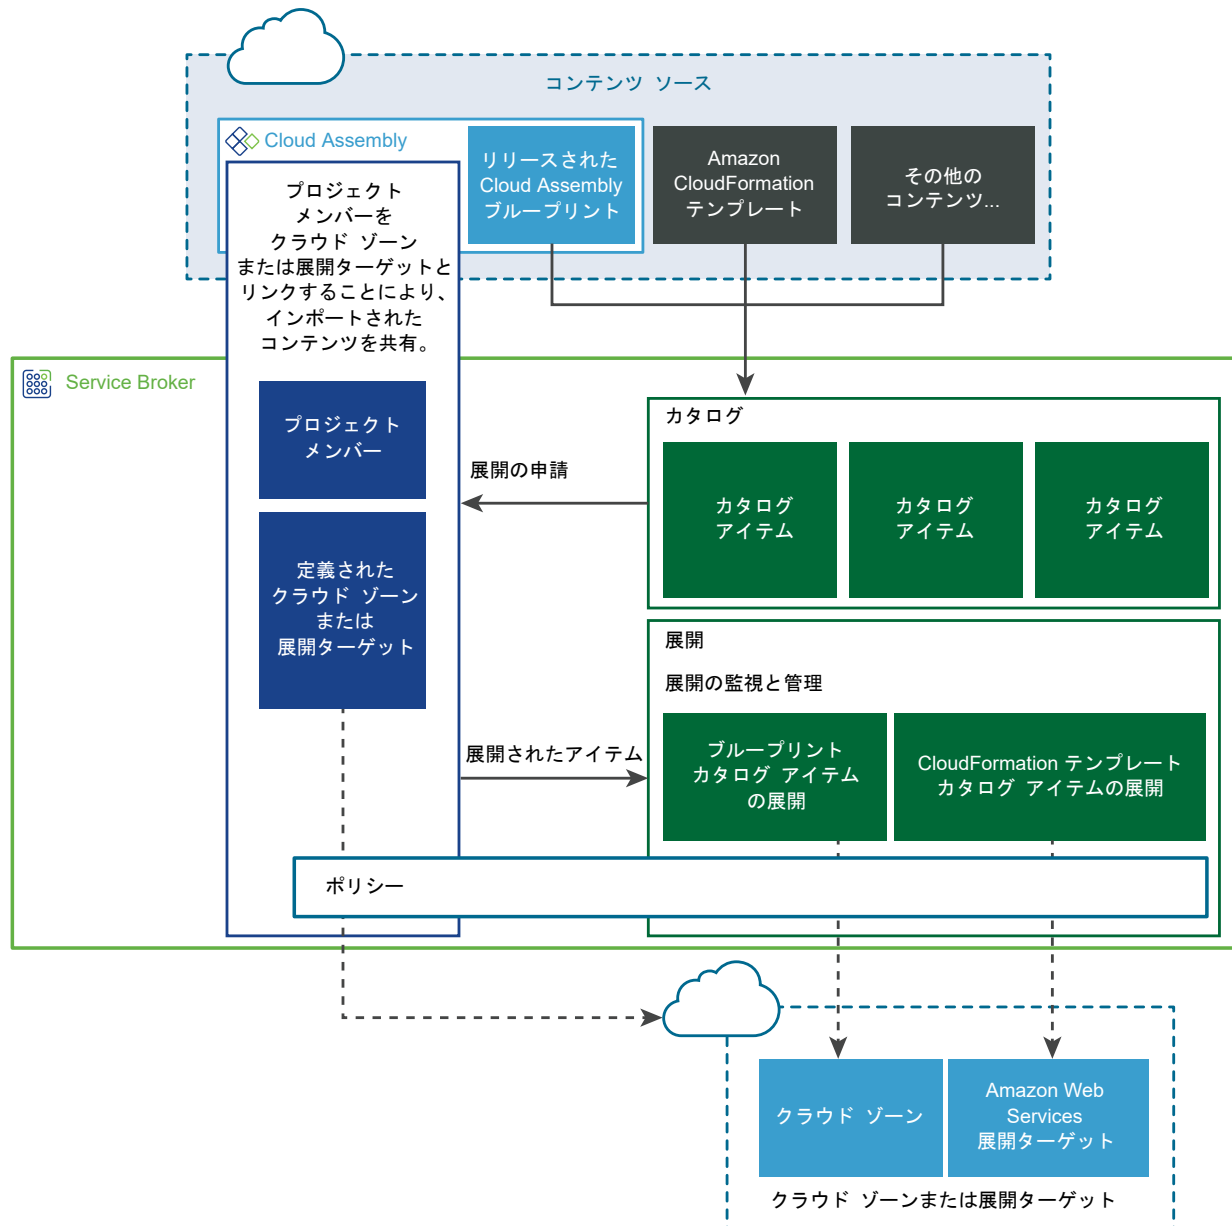 コンテンツ ソース
Cloud Assembly
リリースされた
Cloud Assembly
ブループリント
Amazon
CloudFormation
テンプレート
その他の
コンテンツ...
プロジェクト
メンバーを
クラウド ゾーン
または展開ターゲットと
リンクすることにより、
インポートされた
コンテンツを共有。
Service Broker
プロジェクト
メンバー
定義された
クラウド ゾーン
または
展開ターゲット
展開の申請
カタログ
カタログ
アイテム
カタログ
アイテム
カタログ
アイテム
展開
展開の監視と管理
展開されたアイテム
ブループリント
カタログ アイテム
の展開
CloudFormation テンプレート
カタログ アイテムの展開
ポリシー
クラウド ゾーン
Amazon Web
Services
展開ターゲット
クラウド ゾーンまたは展開ターゲット